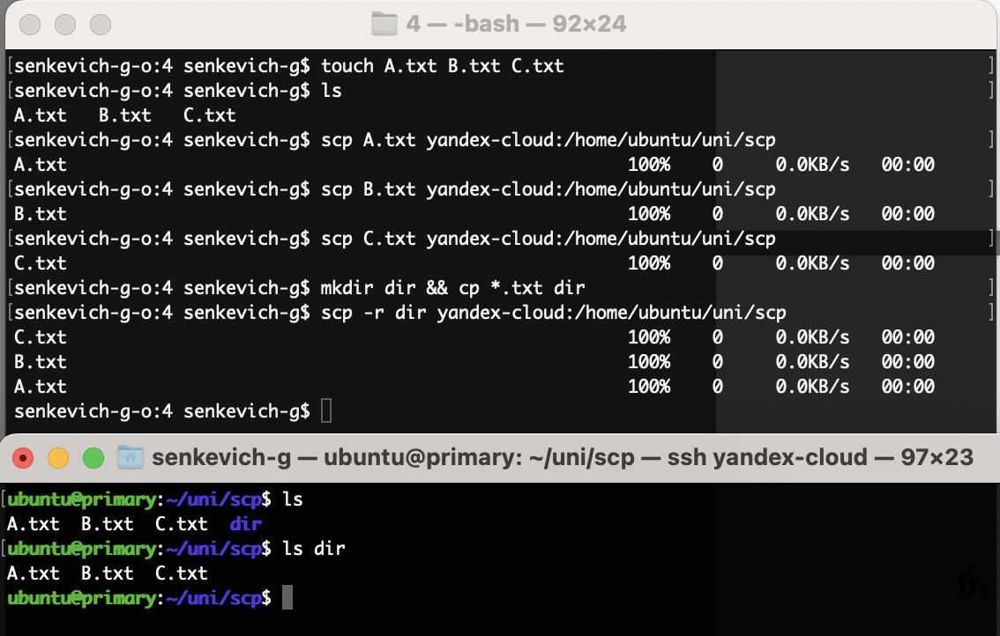 4 — -bash — 92×24
[senkevich-g-o:4 senkevich-g$ touch A.txt B.txt C.txt ]
[senkevich-g-o:4 senkevich-g$ ls ]
A.txt B.txt C.txt
[senkevich-g-o:4 senkevich-g$ scp A.txt yandex-cloud:/home/ubuntu/uni/scp ]
A.txt 100% 0 0.0KB/s 00:00
[senkevich-g-o:4 senkevich-g$ scp B.txt yandex-cloud:/home/ubuntu/uni/scp ]
B.txt 100% 0 0.0KB/s 00:00
[senkevich-g-o:4 senkevich-g$ scp C.txt yandex-cloud:/home/ubuntu/uni/scp ]
C.txt 100% 0 0.0KB/s 00:00
[senkevich-g-o:4 senkevich-g$ mkdir dir && cp *.txt dir ]
[senkevich-g-o:4 senkevich-g$ scp -r dir yandex-cloud:/home/ubuntu/uni/scp ]
C.txt 100% 0 0.0KB/s 00:00
B.txt 100% 0 0.0KB/s 00:00
A.txt 100% 0 0.0KB/s 00:00
senkevich-g-o:4 senkevich-g$
senkevich-g — ubuntu@primary: ~/uni/scp — ssh yandex-cloud — 97×23
[ubuntu@primary:~/uni/scp$ ls
A.txt B.txt C.txt dir
[ubuntu@primary:~/uni/scp$ ls dir
A.txt B.txt C.txt
6.
ubuntu@primary:~/uni/scp$